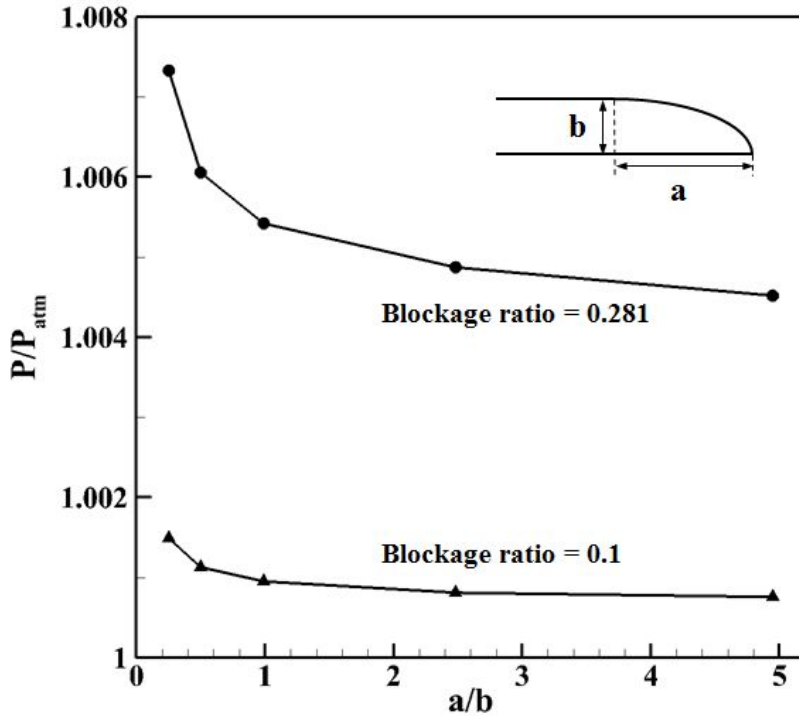 1.008
1.006
1.004
1.002
1
P/Patm
b
a
Blockage ratio = 0.281
Blockage ratio = 0.1
0 1 2 3 4 5
a/b